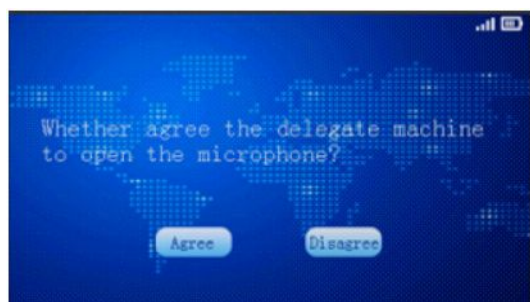 Whether agree the delegate machine
to open the microphone?
Agree
Disagree